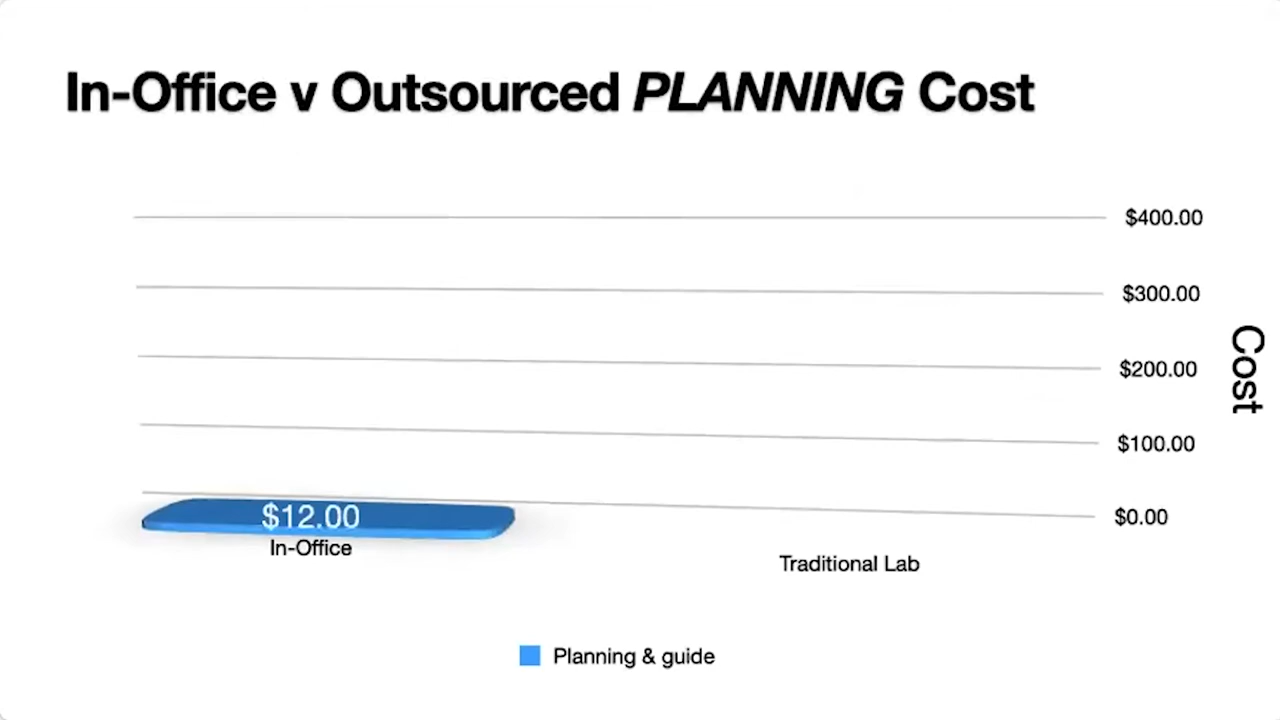 In-Office v Outsourced PLANNING Cost
$400.00
$300.00
$200.00
$100.00
$0.00
Cost
$12.00
In-Office
Traditional Lab
Planning & guide